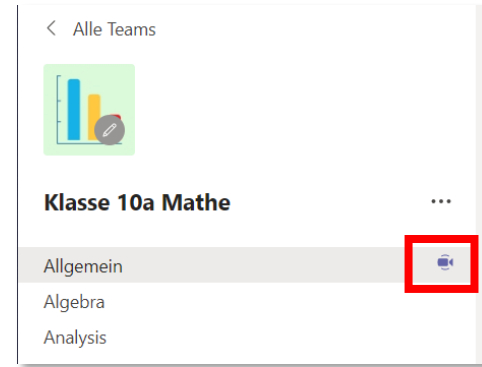 Alle Teams
Klasse 10a Mathe
Allgemein
Algebra
Analysis